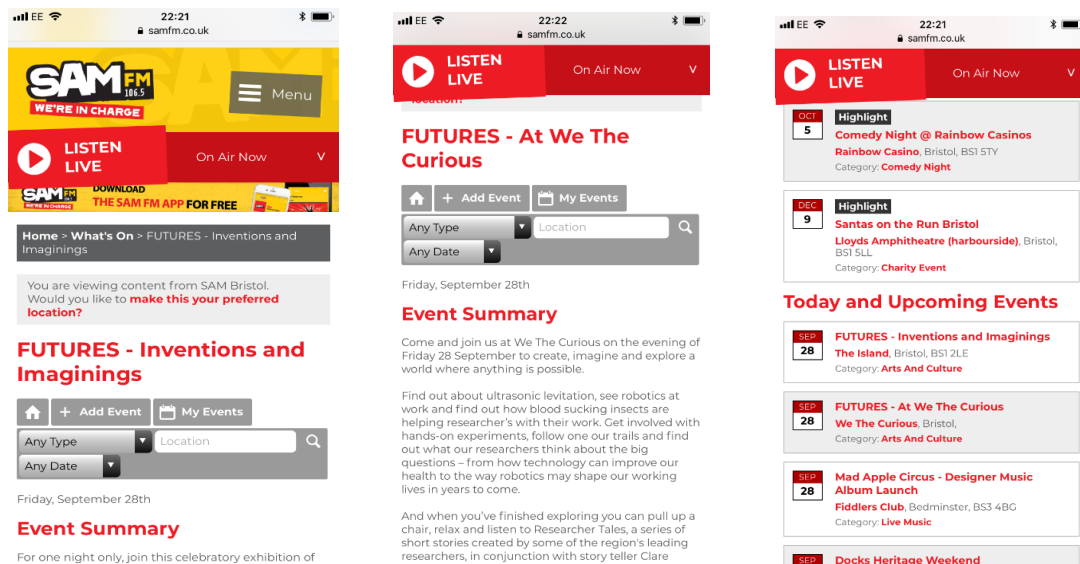 EE 22:21
samfm.co.uk
SAM FM
106.5
WE'RE IN CHARGE
Menu
LISTEN
LIVE
On Air Now
V
SAM FM
WE'RE IN CHARGE
DOWNLOAD
THE SAM FM APP FOR FREE
Home > What's On > FUTURES - Inventions and
Imaginings
You are viewing content from SAM Bristol.
Would you like to make this your preferred
location?
FUTURES - Inventions and
Imaginings
+ Add Event
My Events
Any Type
Location
Any Date
Friday, September 28th
Event Summary
For one night only, join this celebratory exhibition of
EE 22:22
samfm.co.uk
LISTEN
LIVE
On Air Now
V
location?
FUTURES - At We The
Curious
+ Add Event
My Events
Any Type
Location
Any Date
Friday, September 28th
Event Summary
Come and join us at We The Curious on the evening of
Friday 28 September to create, imagine and explore a
world where anything is possible.
Find out about ultrasonic levitation, see robotics at
work and find out how blood sucking insects are
helping researcher's with their work. Get involved with
hands-on experiments, follow one our trails and find
out what our researchers think about the big
questions – from how technology can improve our
health to the way robotics may shape our working
lives in years to come.
And when you've finished exploring you can pull up a
chair, relax and listen to Researcher Tales, a series of
short stories created by some of the region's leading
researchers, in conjunction with story teller Clare
EE 22:21
samfm.co.uk
LISTEN
LIVE
On Air Now
V
OCT
5
Highlight
Comedy Night @ Rainbow Casinos
Rainbow Casino, Bristol, BS1 5TY
Category: Comedy Night
DEC
9
Highlight
Santas on the Run Bristol
Lloyds Amphitheatre (harbourside), Bristol,
BS1 5LL
Category: Charity Event
Today and Upcoming Events
SEP
28
FUTURES - Inventions and Imaginings
The Island, Bristol, BS1 2LE
Category: Arts And Culture
SEP
28
FUTURES - At We The Curious
We The Curious, Bristol,
Category: Arts And Culture
SEP
28
Mad Apple Circus - Designer Music
Album Launch
Fiddlers Club, Bedminster, BS3 4BG
Category: Live Music
SEP
Docks Heritage Weekend